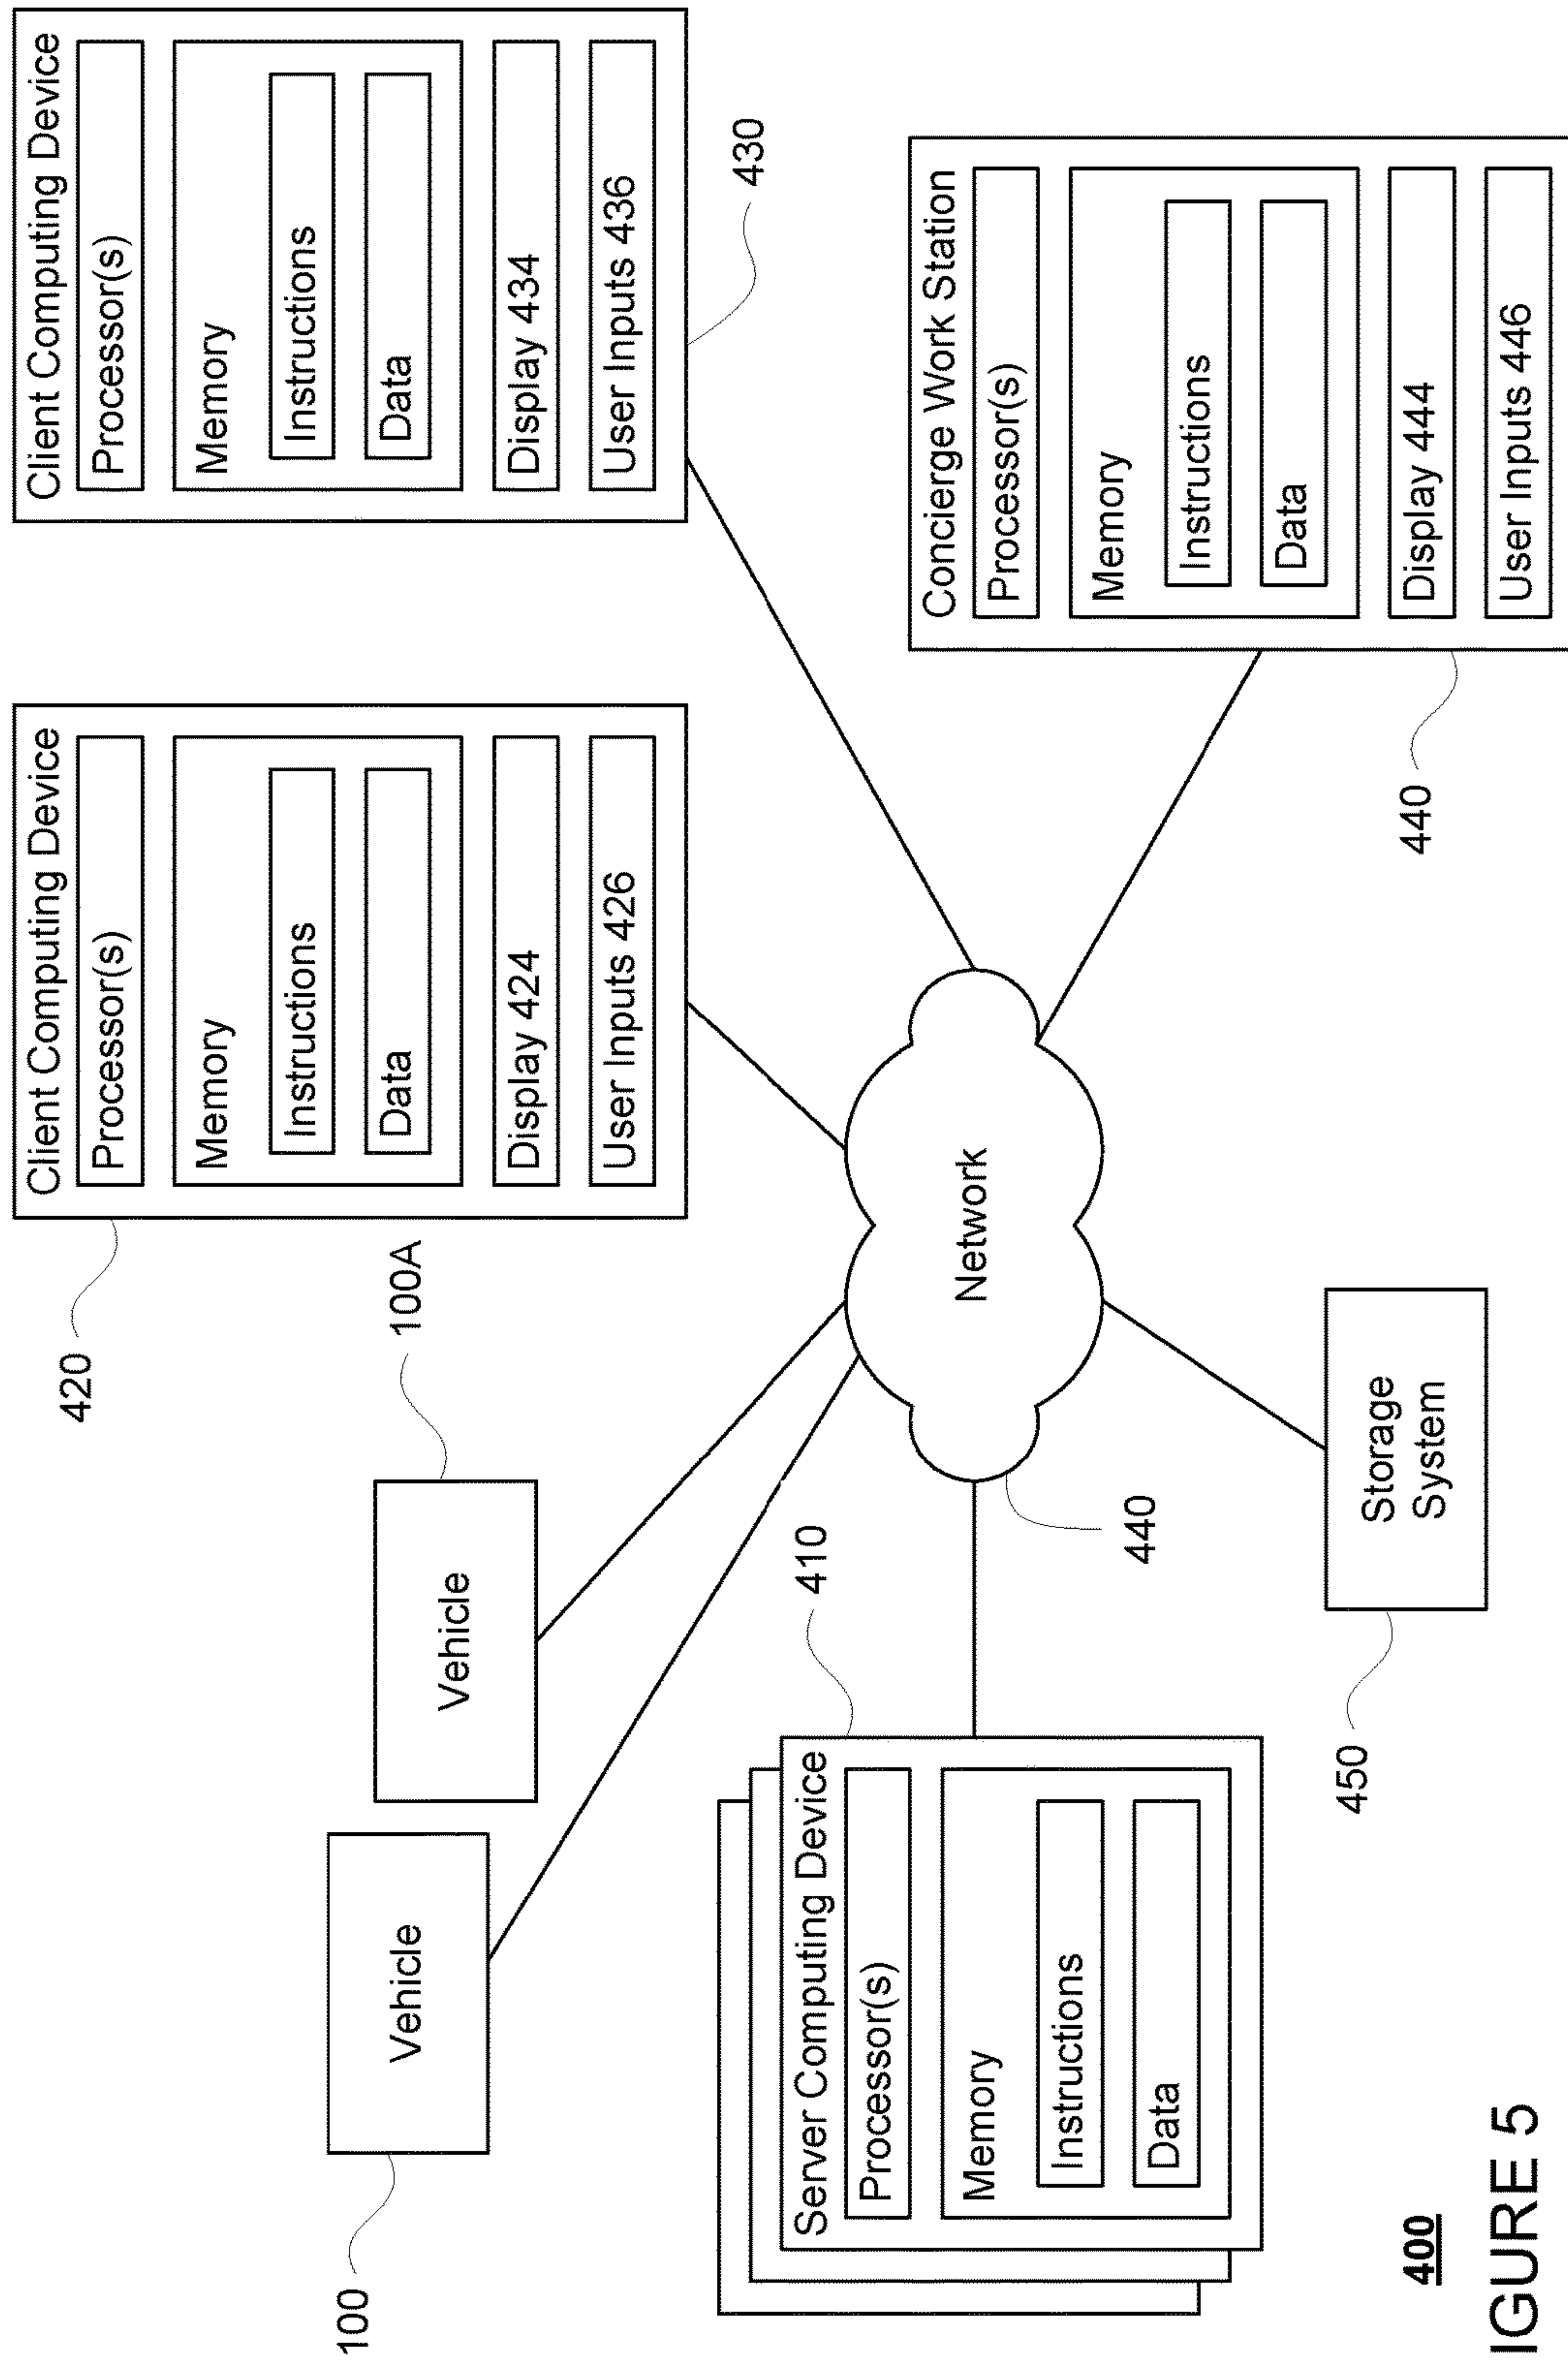 Client Computing Device
Processor(s)
Memory
Instructions
Data
Display 424
User Inputs 426
420
Client Computing Device
Processor(s)
Memory
Instructions
Data
Display 434
User Inputs 436
430
Vehicle
100
Vehicle
100A
Server Computing Device
Processor(s)
Memory
Instructions
Data
410
Network
440
Concierge Work Station
Processor(s)
Memory
Instructions
Data
Display 444
User Inputs 446
440
Storage
System
450
400
IGURE 5